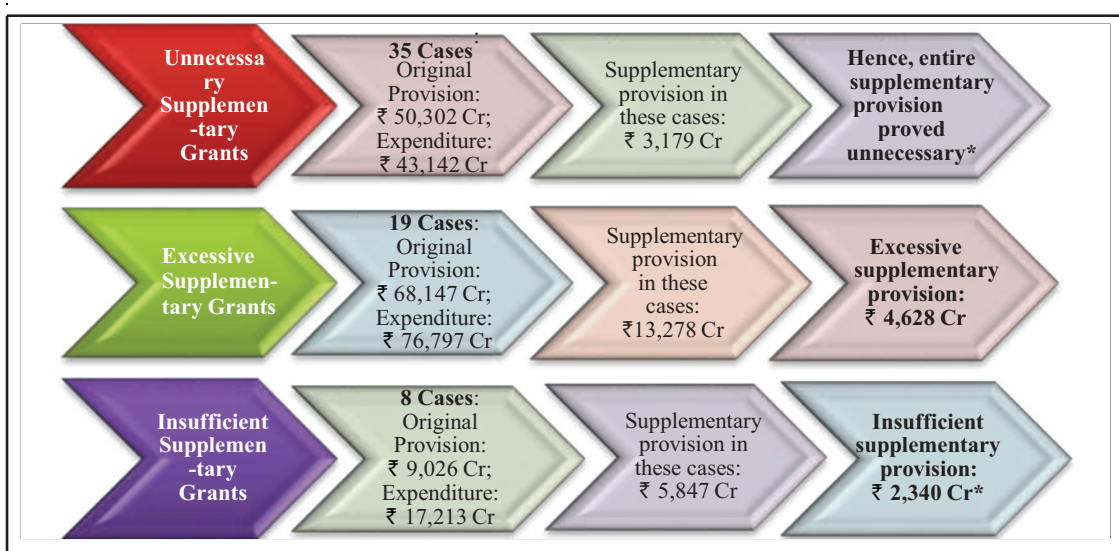 Unnecessa
ry
Supplemen
-tary
Grants
35 Cases:
Original
Provision:
₹ 50,302 Cr;
Expenditure:
₹ 43,142 Cr
Supplementary
provision in
these cases:
₹ 3,179 Cr
Hence, entire
supplementary
provision
proved
unnecessary*
Excessive
Supplemen-
tary Grants
19 Cases:
Original
Provision:
₹ 68,147 Cr;
Expenditure:
₹ 76,797 Cr
Supplementary
provision
in these
cases:
₹13,278 Cr
Excessive
supplementary
provision:
₹ 4,628 Cr
Insufficient
Supplemen
-tary
Grants
8 Cases:
Original
Provision:
₹ 9,026 Cr;
Expenditure:
₹ 17,213 Cr
Supplementary
provision in
these cases:
₹ 5,847 Cr
Insufficient
supplementary
provision:
₹ 2,340 Cr*